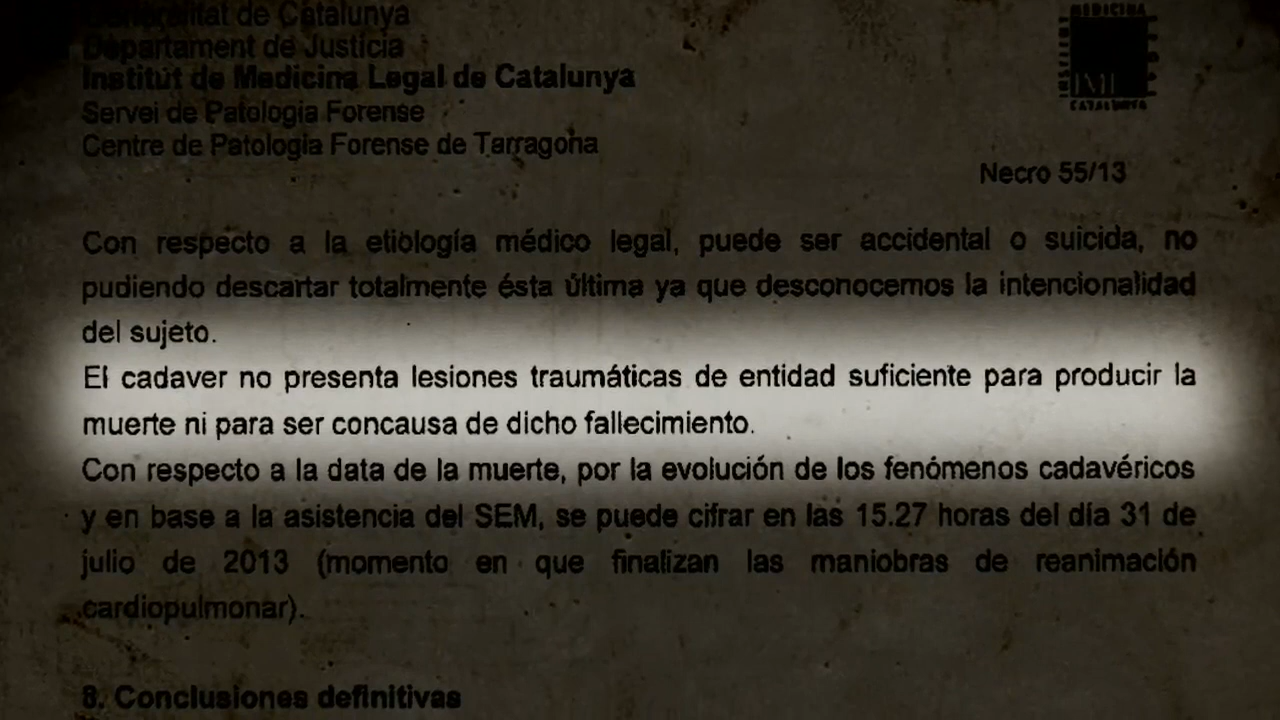 Generalitat de Catalunya
Departament de Justícia
Institut de Medicina Legal de Catalunya
Servei de Patologia Forense
Centre de Patologia Forense de Tarragona
MEDICINA
IML
CATALUNYA
Necro 55/13
Con respecto a la etiología médico legal, puede ser accidental o suicida, no
pudiendo descartar totalmente ésta última ya que desconocemos la intencionalidad
del sujeto.
El cadaver no presenta lesiones traumáticas de entidad suficiente para producir la
muerte ni para ser concausa de dicho fallecimiento.
Con respecto a la data de la muerte, por la evolución de los fenómenos cadavéricos
y en base a la asistencia del SEM, se puede cifrar en las 15.27 horas del día 31 de
julio de 2013 (momento en que finalizan las maniobras de reanimación
cardiopulmonar).
8. Conclusiones definitivas